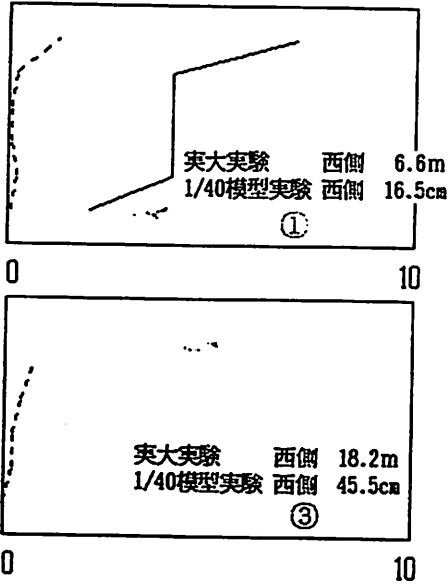 実大実験 西側 6.6m
1/40模型実験 西側 16.5cm
①
0 10
実大実験 西側 18.2m
1/40模型実験 西側 45.5cm
③
0 10